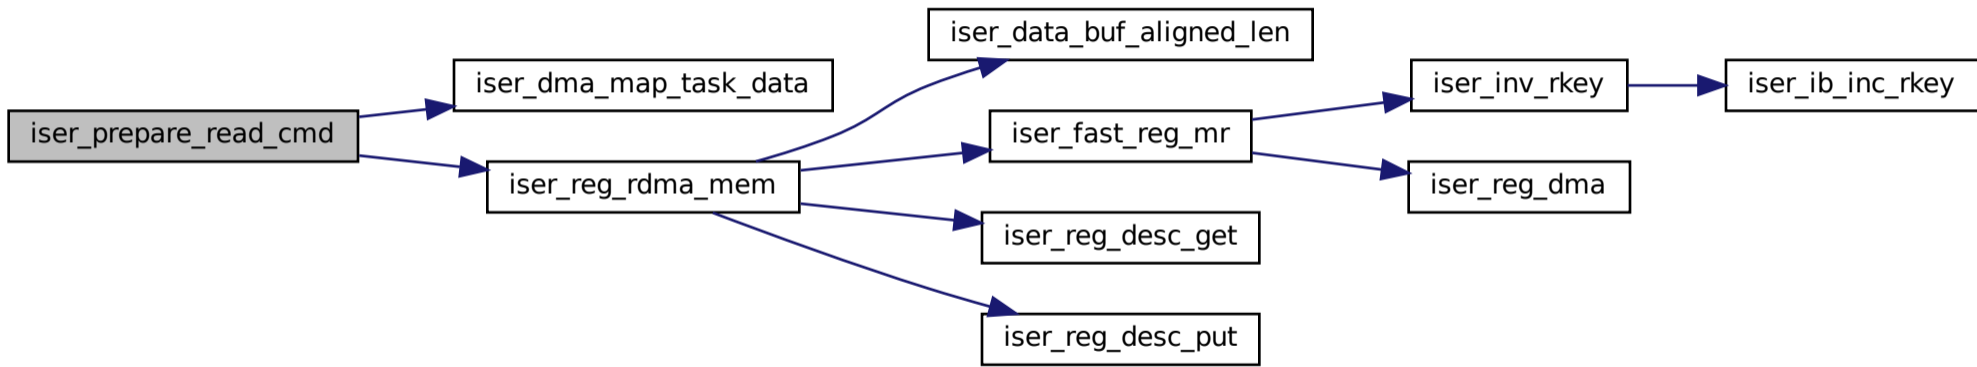 iser_prepare_read_cmd
iser_dma_map_task_data
iser_reg_rdma_mem
iser_data_buf_aligned_len
iser_fast_reg_mr
iser_reg_desc_get
iser_reg_desc_put
iser_inv_rkey
iser_reg_dma
iser_ib_inc_rkey